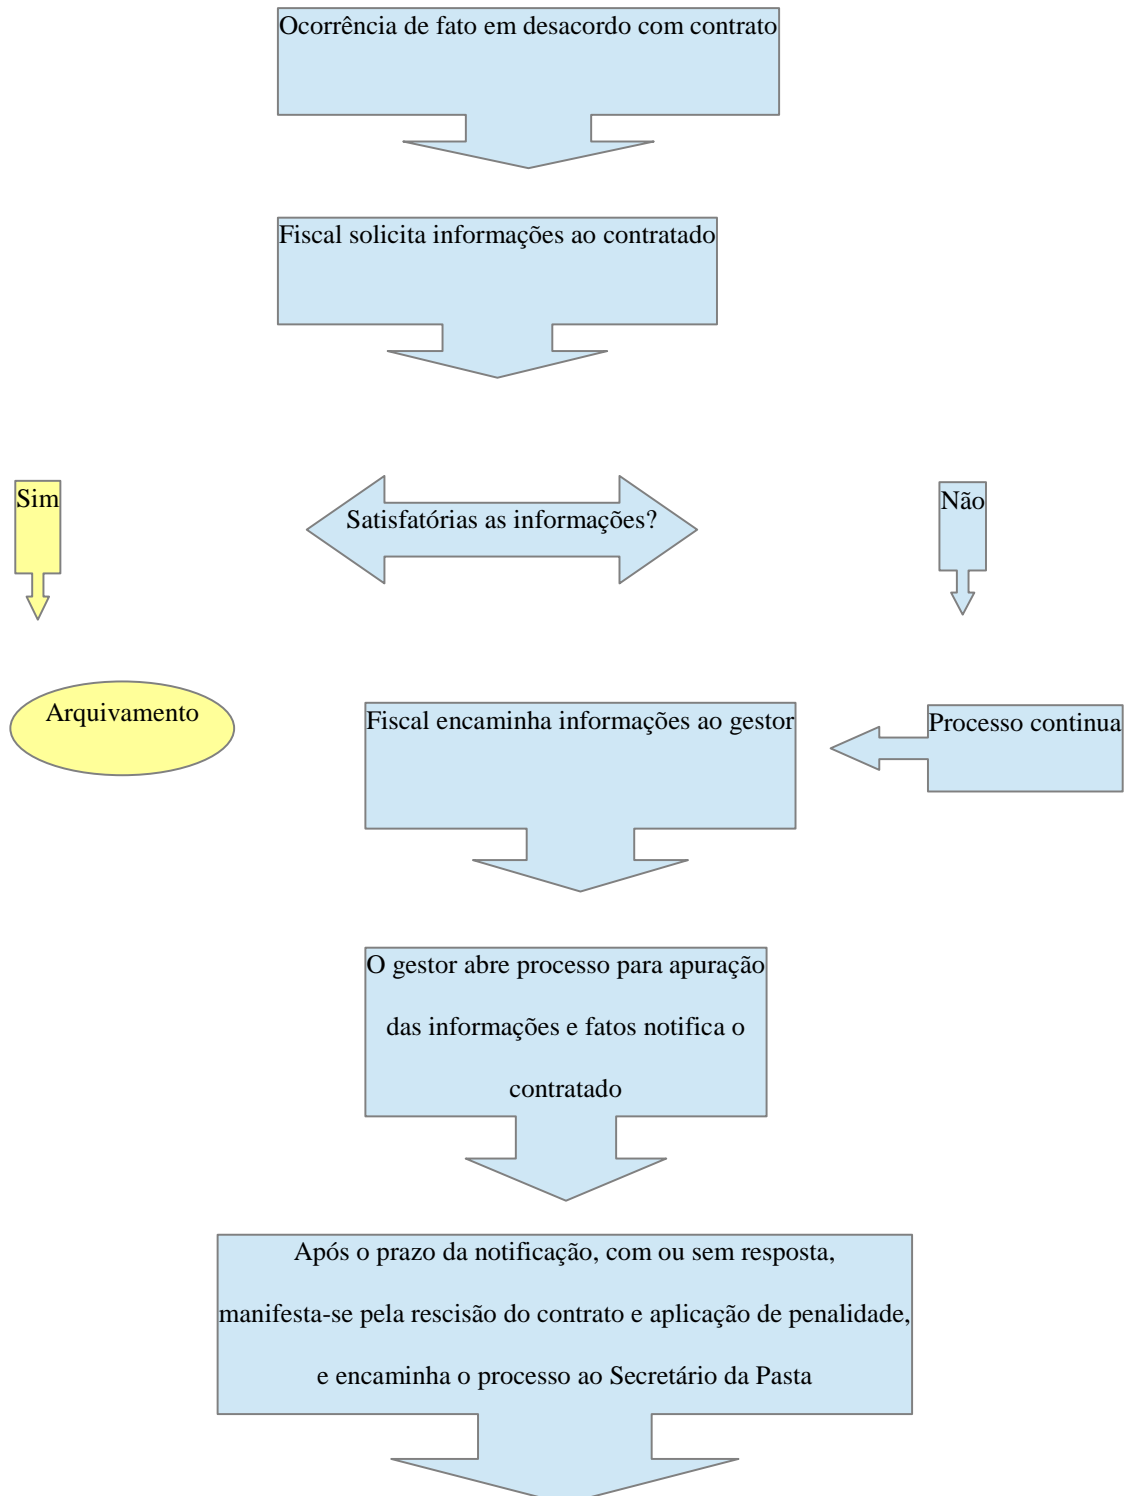 Ocorrência de fato em desacordo com contrato
Fiscal solicita informações ao contratado
Sim
Satisfatórias as informações?
Não
Arquivamento
Fiscal encaminha informações ao gestor
Processo continua
O gestor abre processo para apuração
das informações e fatos notifica o
contratado
Após o prazo da notificação, com ou sem resposta,
manifesta-se pela rescisão do contrato e aplicação de penalidade,
e encaminha o processo ao Secretário da Pasta